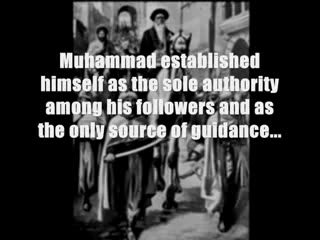 Muhammad established
himself as the sole authority
among his followers and as
the only source of guidance...